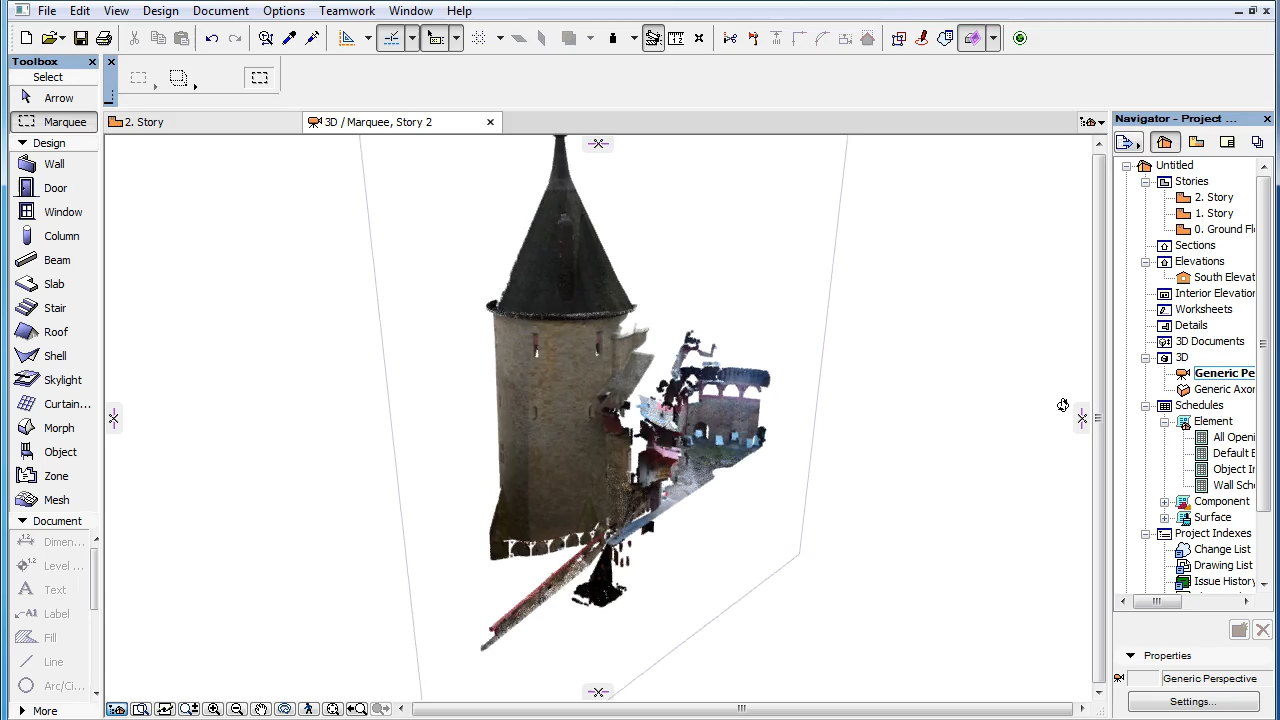 File Edit View Design Document Options Teamwork Window Help
Toolbox
Select
Arrow
Marquee
Design
Wall
Door
Window
Column
Beam
Slab
Stair
Roof
Shell
Skylight
Curtain...
Morph
Object
Zone
Mesh
Document
Dimen...
Level ...
Text
Label
Fill
Line
Arc/Ci...
More
2. Story
3D / Marquee, Story 2
Navigator - Project ...
Untitled
Stories
2. Story
1. Story
0. Ground Fl
Sections
Elevations
South Elevat
Interior Elevation
Worksheets
Details
3D Documents
3D
Generic Pe
Generic Axor
Schedules
Element
All Openi
Default E
Object In
Wall Sche
Component
Surface
Project Indexes
Change List
Drawing List
Issue History
Properties
Generic Perspective
Settings...